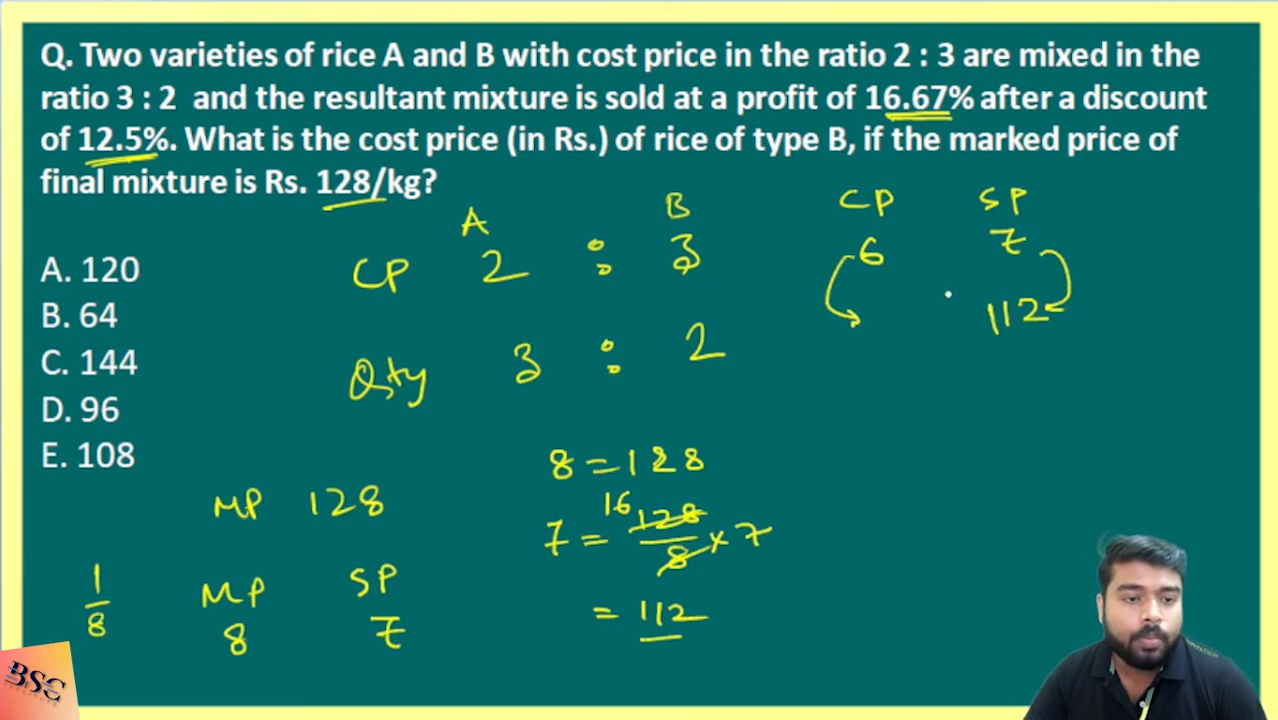 Q. Two varieties of rice A and B with cost price in the ratio 2 : 3 are mixed in the
ratio 3 : 2 and the resultant mixture is sold at a profit of 16.67% after a discount
of 12.5%. What is the cost price (in Rs.) of rice of type B, if the marked price of
final mixture is Rs. 128/kg?
A. 120
B. 64
C. 144
D. 96
E. 108
A B
CP 2 : 3
Qty 3 : 2
CP SP
6 7
112
MP 128
1/8 MP SP
8 7
8 = 128
7 = 16 128/8 × 7
= 112
BSC